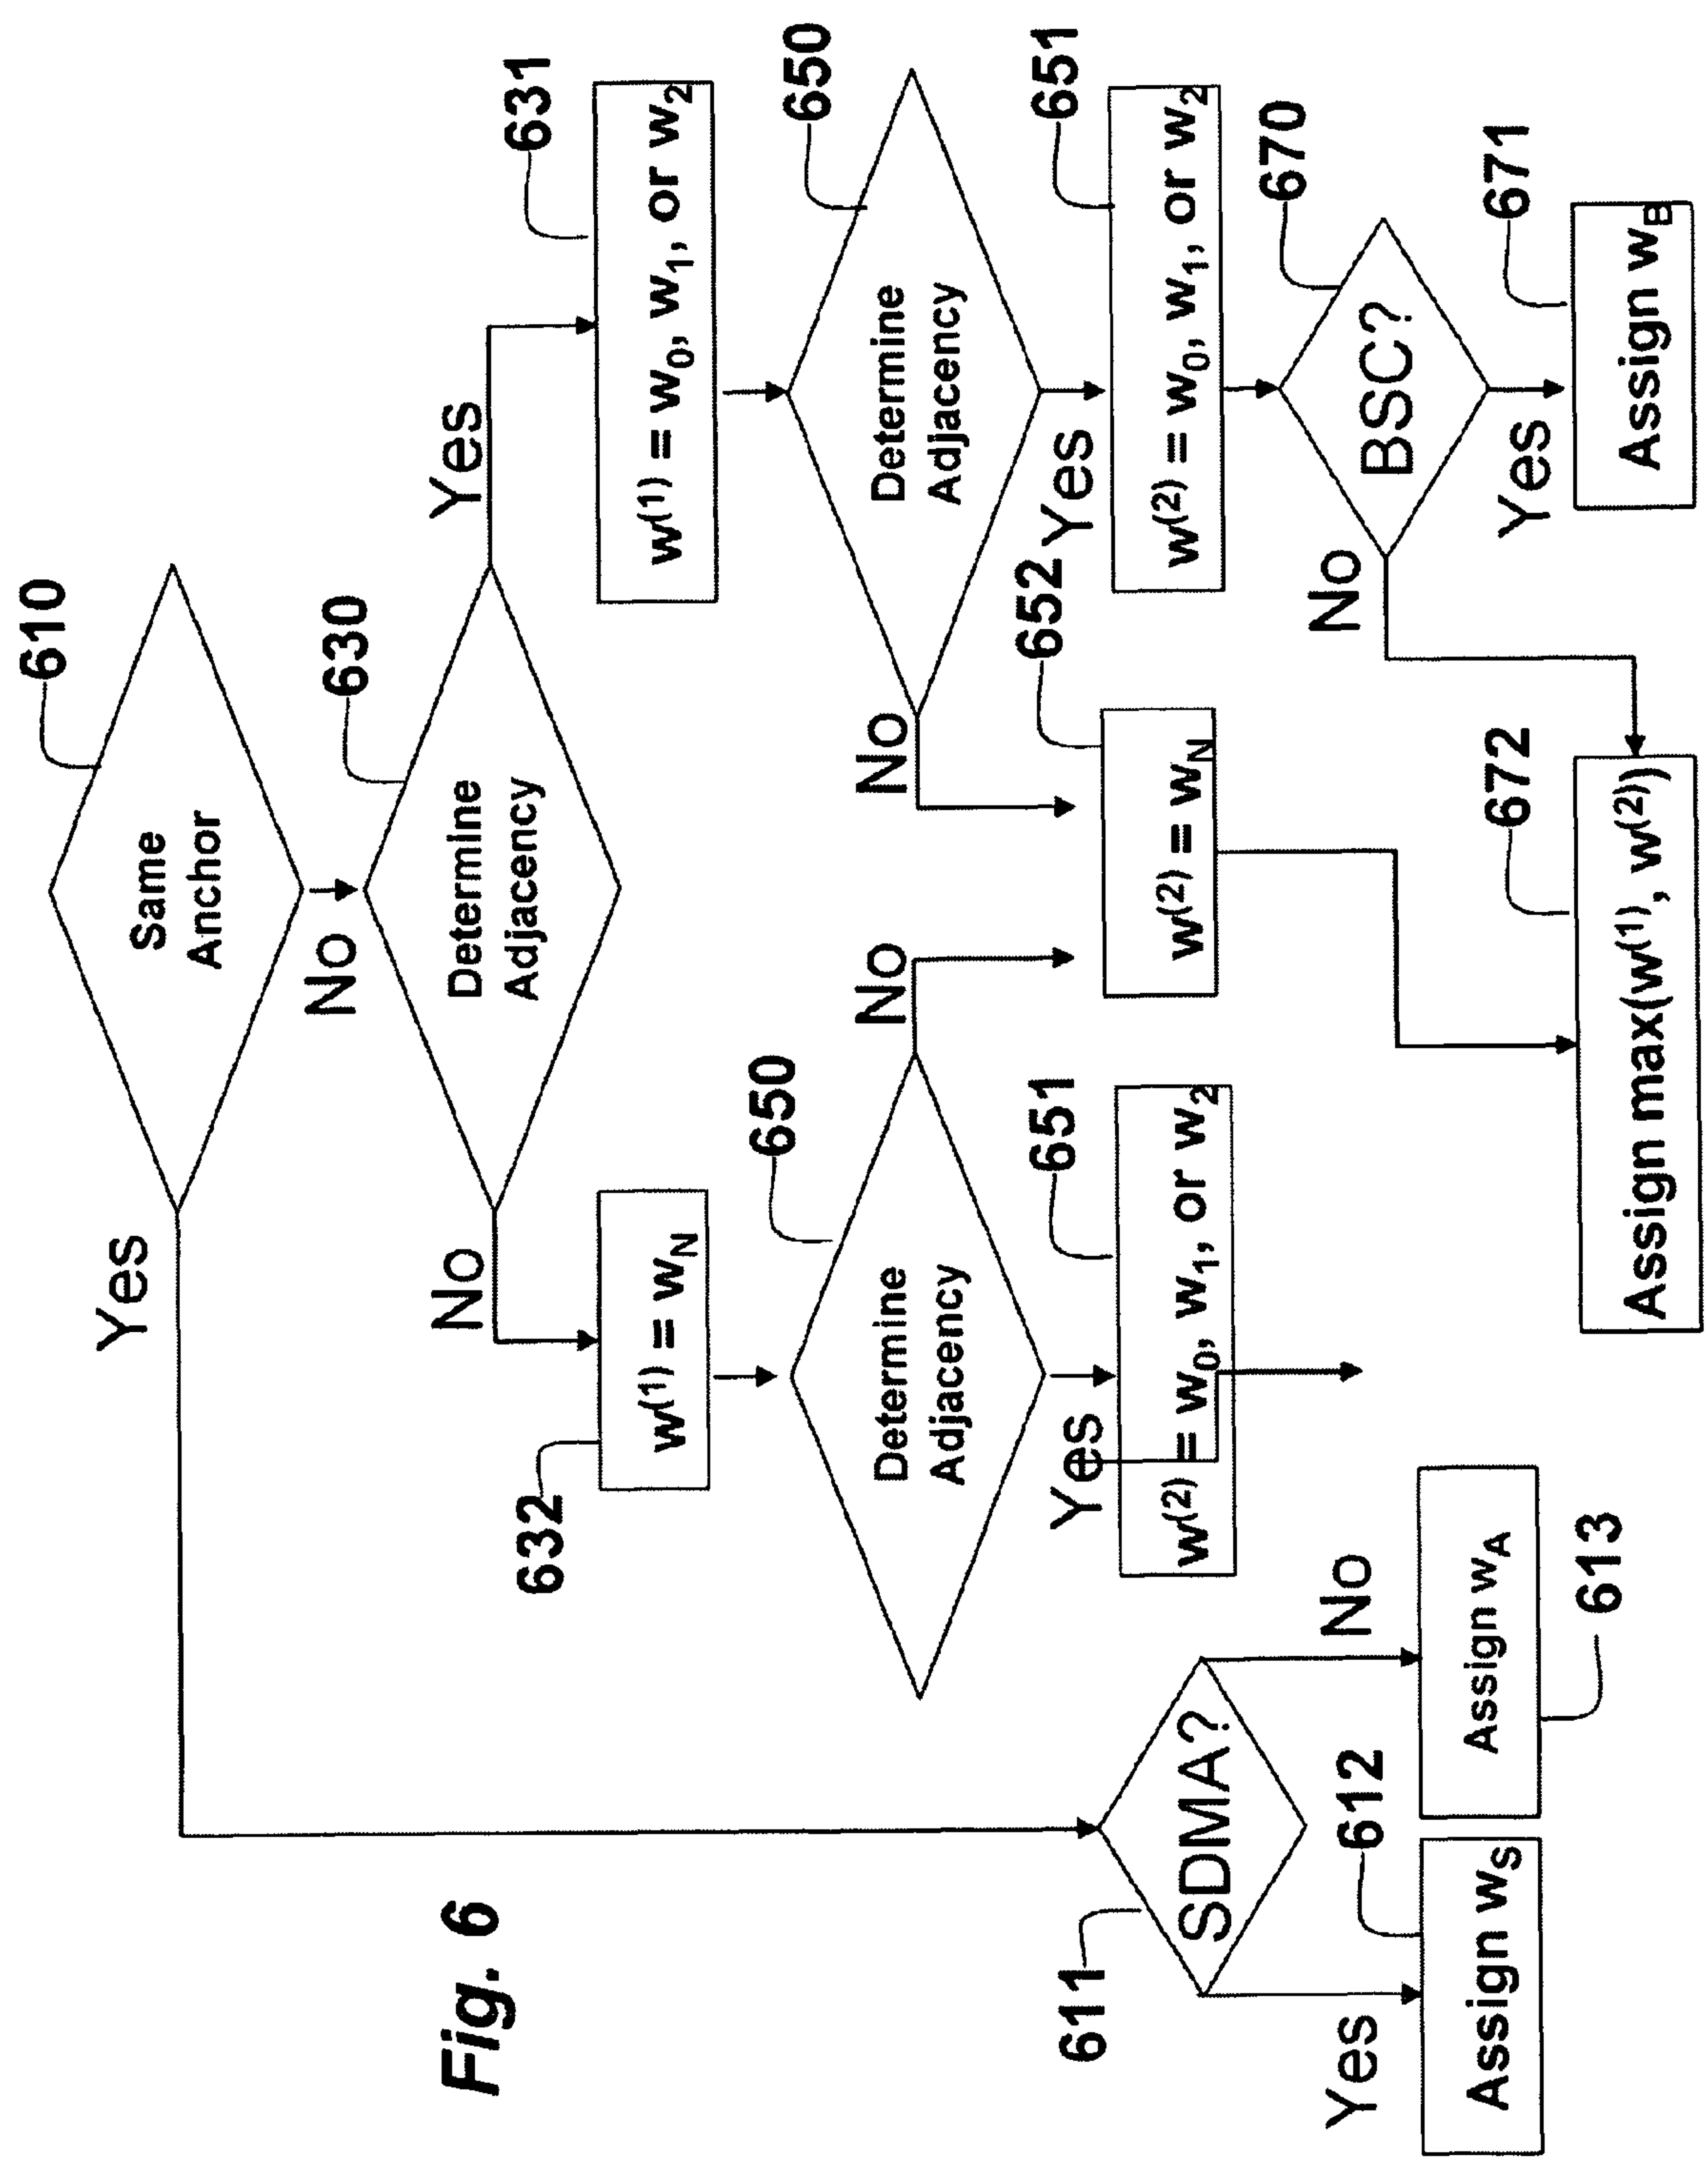 Fig. 6
610
Same
Anchor
Yes
No
630
Determine
Adjacency
No
Yes
632
w(1) = wN
631
w(1) = w0, w1, or w2
650
Determine
Adjacency
No
Yes
650
Determine
Adjacency
No
Yes
651
w(2) = w0, w1, or w2
652
w(2) = wN
651
w(2) = w0, w1, or w2
611
SDMA?
Yes
No
670
BSC?
No
Yes
612
Assign wS
Assign wA
613
672
Assign max(w(1), w(2))
671
Assign wB